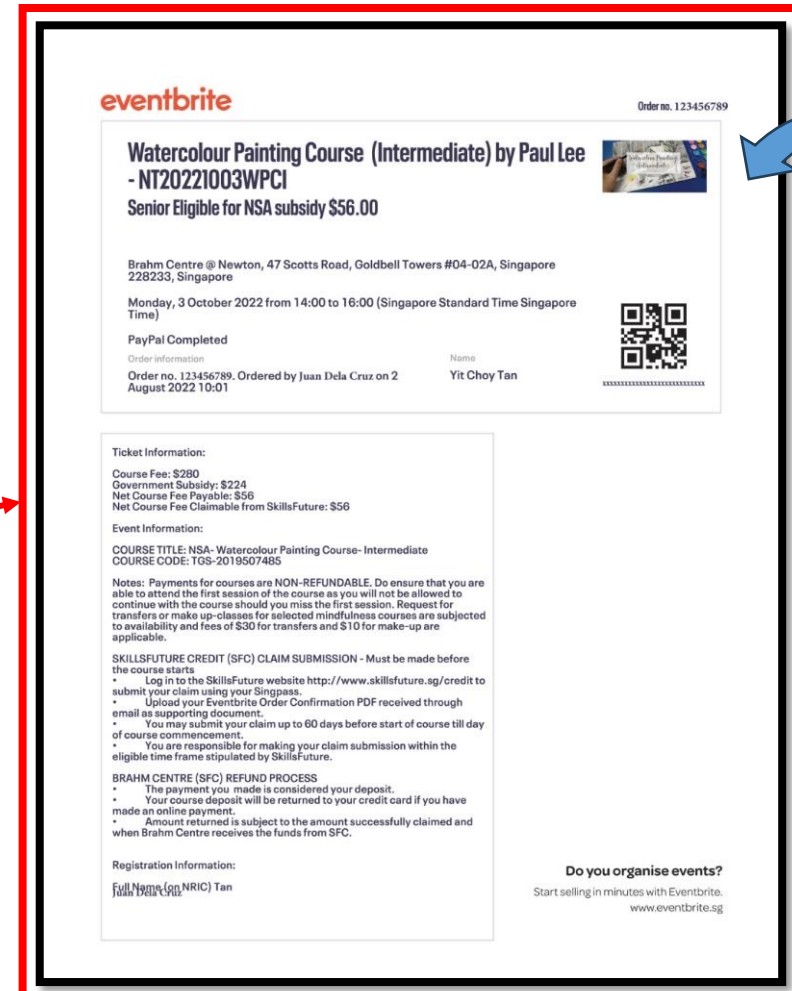 eventbrite
Order no. 123456789
Watercolour Painting Course (Intermediate) by Paul Lee
- NT20221003WPCI
Senior Eligible for NSA subsidy $56.00
Watercolour Painting
Intermediate
Brahm Centre @ Newton, 47 Scotts Road, Goldbell Towers #04-02A, Singapore
228233, Singapore
Monday, 3 October 2022 from 14:00 to 16:00 (Singapore Standard Time Singapore
Time)
PayPal Completed
Order information
Name
Order no. 123456789. Ordered by Juan Dela Cruz on 2
August 2022 10:01
Yit Choy Tan
Ticket Information:
Course Fee: $280
Government Subsidy: $224
Net Course Fee Payable: $56
Net Course Fee Claimable from SkillsFuture: $56
Event Information:
COURSE TITLE: NSA- Watercolour Painting Course- Intermediate
COURSE CODE: TGS-2019507485
Notes: Payments for courses are NON-REFUNDABLE. Do ensure that you are
able to attend the first session of the course as you will not be allowed to
continue with the course should you miss the first session. Request for
transfers or make up-classes for selected mindfulness courses are subjected
to availability and fees of $30 for transfers and $10 for make-up are
applicable.
SKILLSFUTURE CREDIT (SFC) CLAIM SUBMISSION - Must be made before
the course starts
• Log in to the SkillsFuture website http://www.skillsfuture.sg/credit to
submit your claim using your Singpass.
• Upload your Eventbrite Order Confirmation PDF received through
email as supporting document.
• You may submit your claim up to 60 days before start of course till day
of course commencement.
• You are responsible for making your claim submission within the
eligible time frame stipulated by SkillsFuture.
BRAHM CENTRE (SFC) REFUND PROCESS
• The payment you made is considered your deposit.
• Your course deposit will be returned to your credit card if you have
made an online payment.
• Amount returned is subject to the amount successfully claimed and
when Brahm Centre receives the funds from SFC.
Registration Information:
Full Name (on NRIC) Tan
Juan Dela Cruz
Do you organise events?
Start selling in minutes with Eventbrite.
www.eventbrite.sg